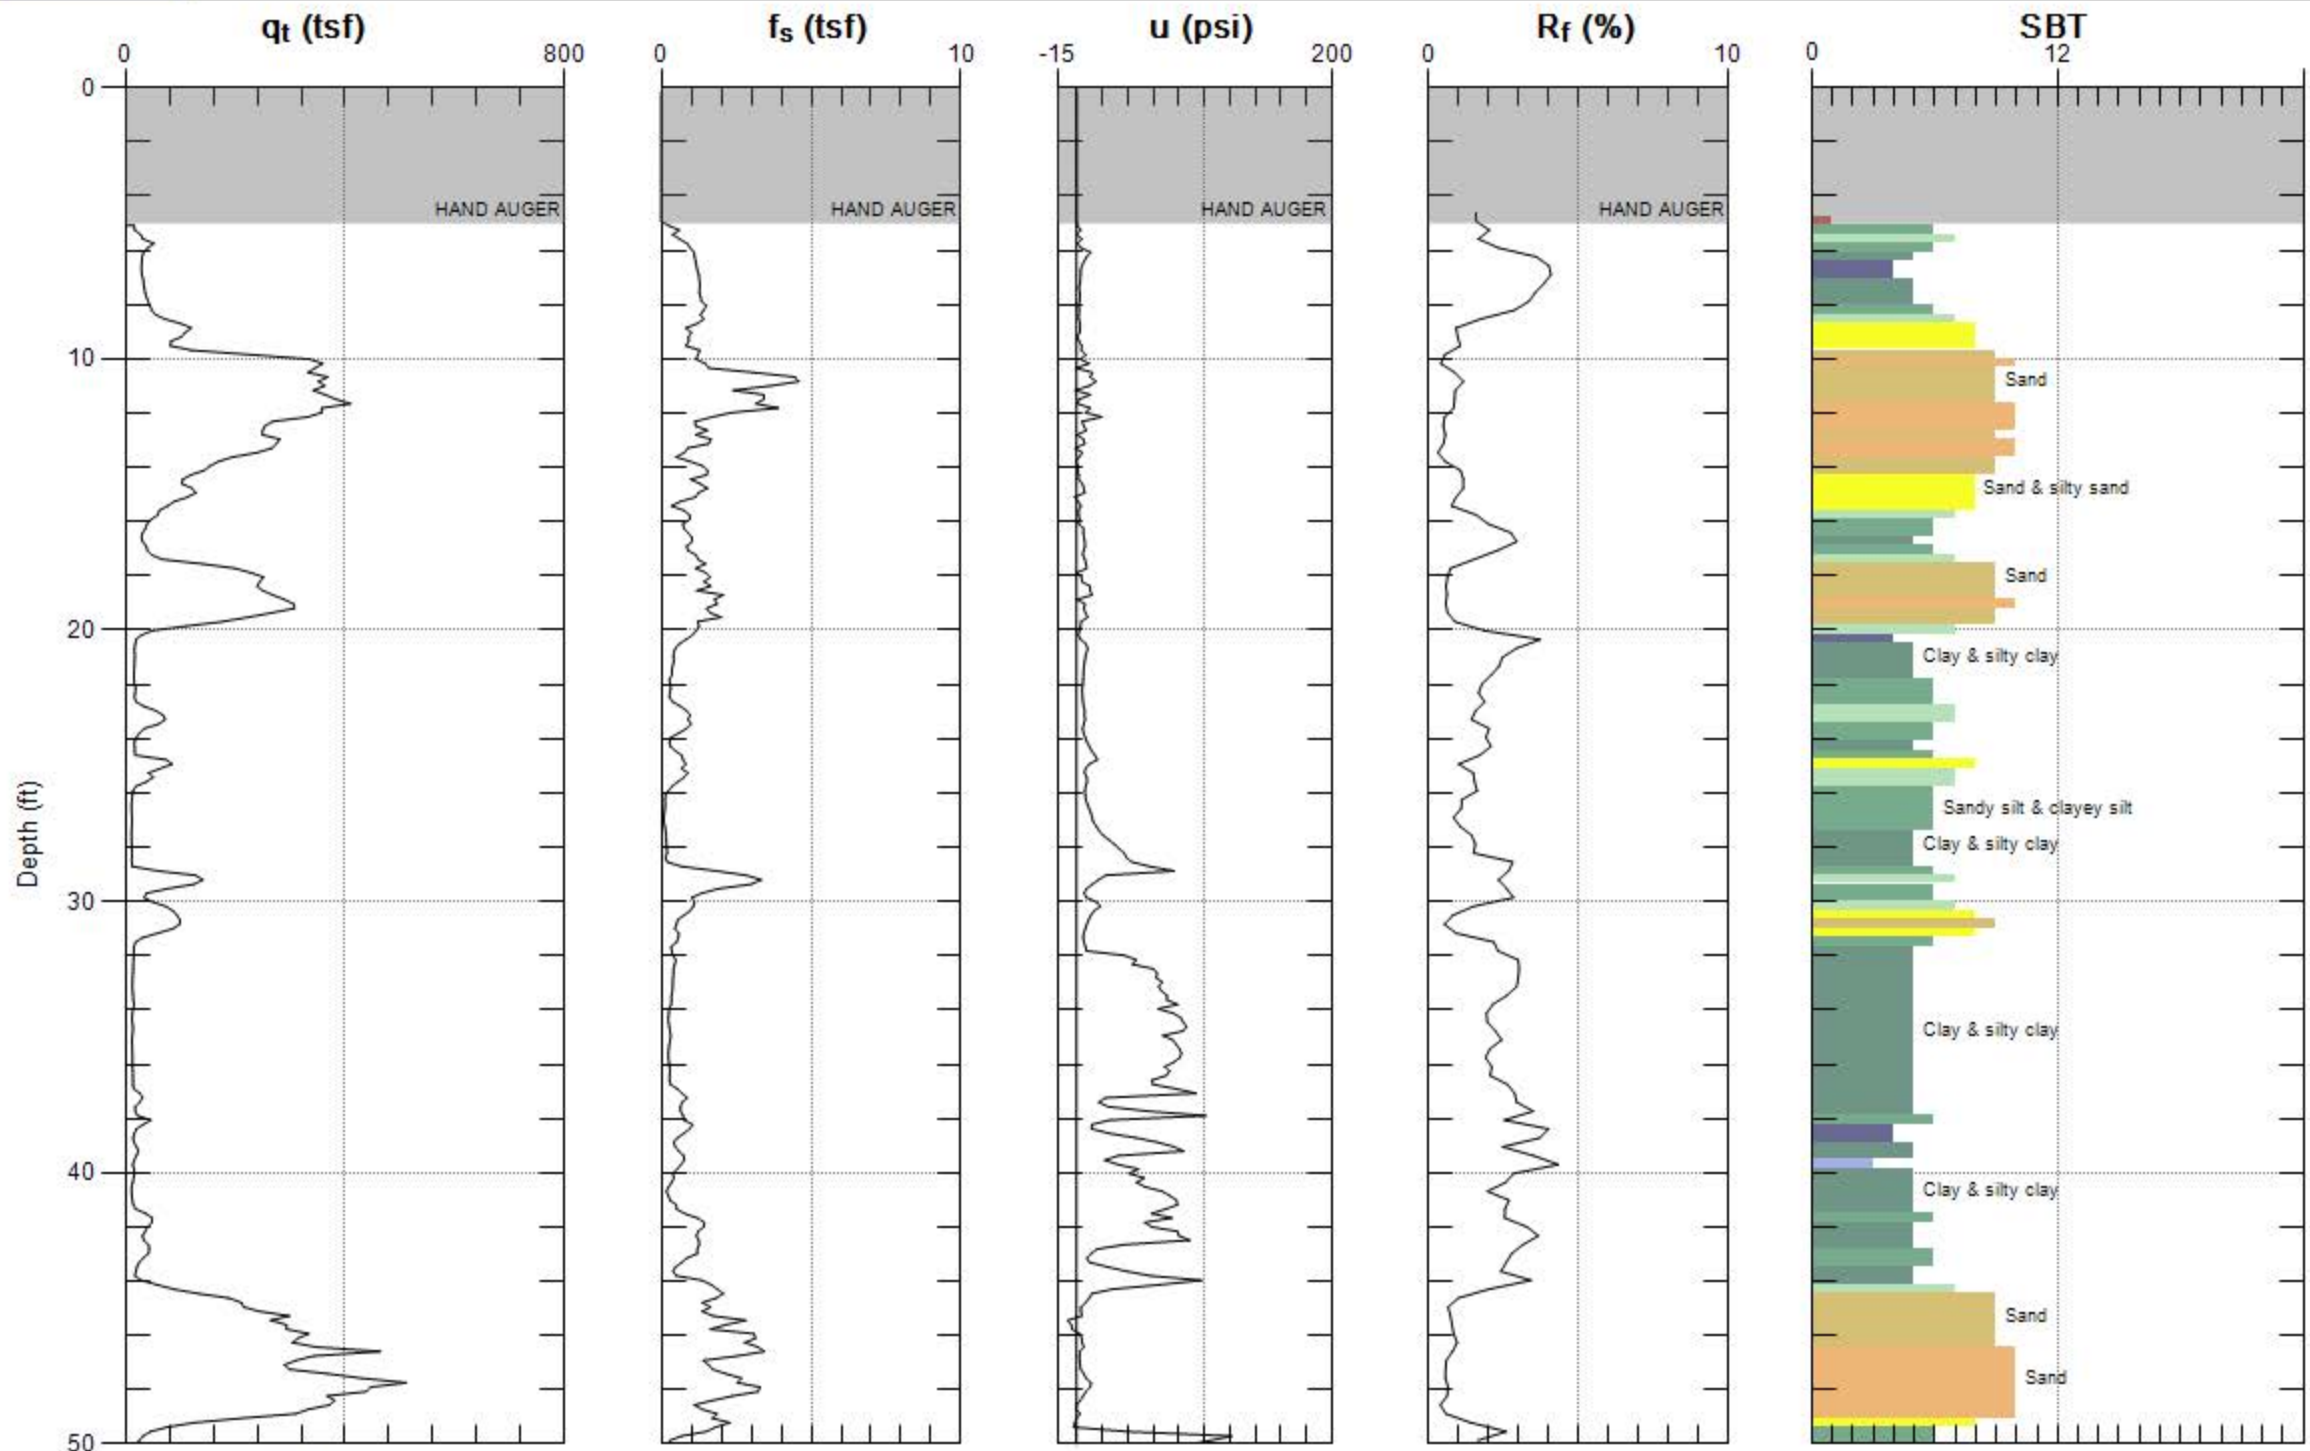 qt (tsf)
fs (tsf)
u (psi)
Rf (%)
SBT
0 800
0 10
-15 200
0 10
0 12
0
HAND AUGER
HAND AUGER
HAND AUGER
HAND AUGER
10
Sand
Sand & silty sand
Sand
20
Clay & silty clay
Depth (ft)
Sandy silt & clayey silt
Clay & silty clay
30
Clay & silty clay
40
Clay & silty clay
Sand
Sand
50